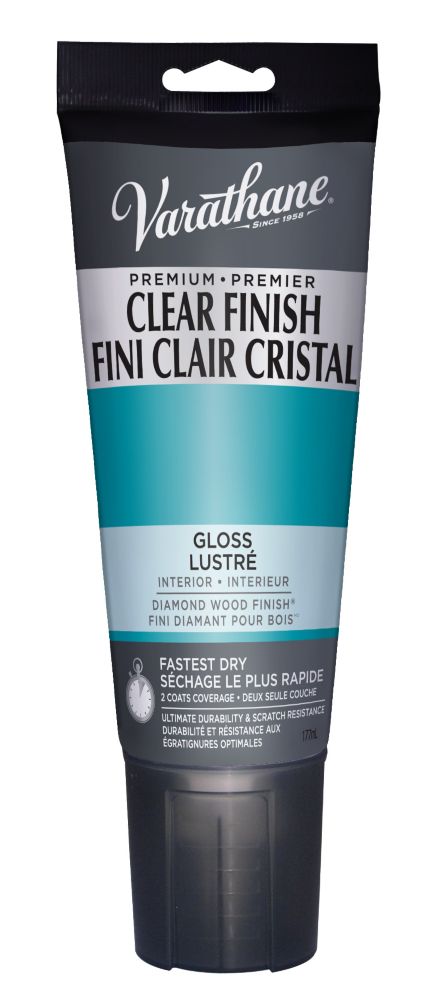 Varathane®
SINCE 1958
PREMIUM • PREMIER
CLEAR FINISH
FINI CLAIR CRISTAL
GLOSS
LUSTRÉ
INTERIOR • INTERIEUR
DIAMOND WOOD FINISH®
FINI DIAMANT POUR BOIS
FASTEST DRY
SÉCHAGE LE PLUS RAPIDE
2 COATS COVERAGE • DEUX SEULE COUCHE
ULTIMATE DURABILITY & SCRATCH RESISTANCE
DURABILITÉ ET RÉSISTANCE AUX
ÉGRATIGNURES OPTIMALES
177mL